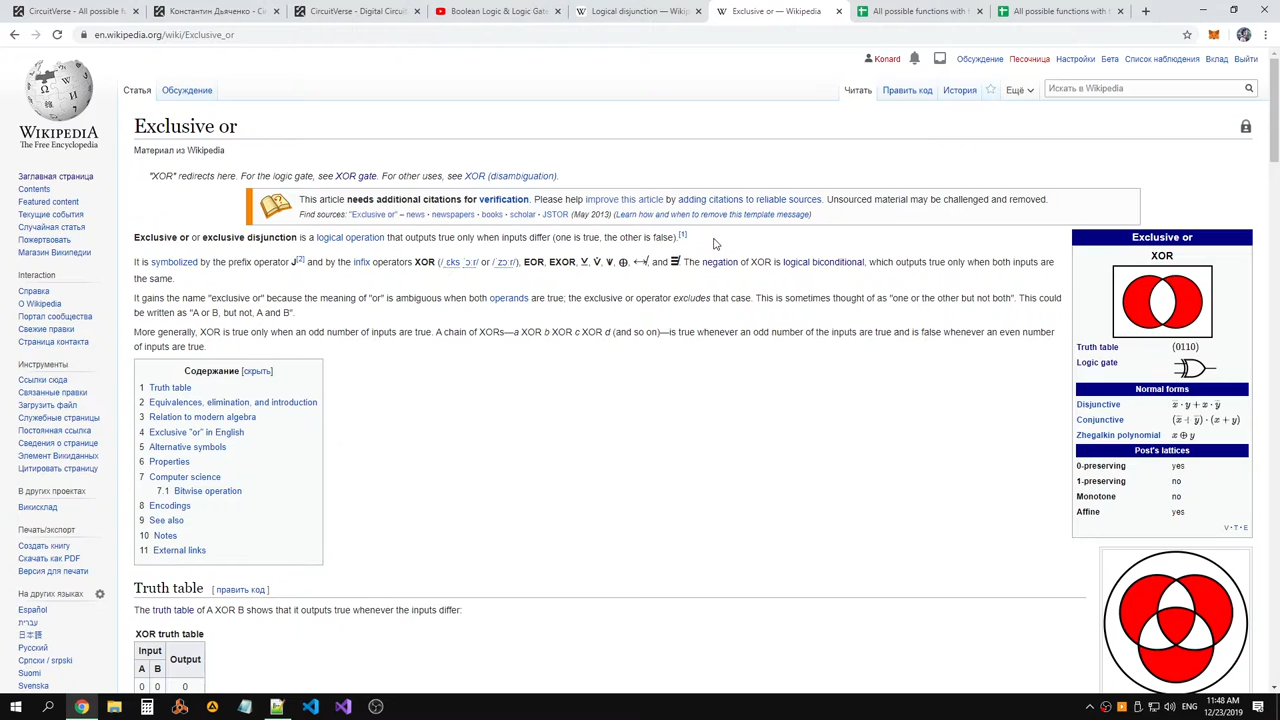 CircuitVerse - All possible f
Константин Дьяченко - Ci
CircuitVerse - Digital Circuit
Boolean Logic & Logic Gate
Logical disjunction — Wikip
Exclusive or — Wikipedia
All possible functions with
All possible functions with
en.wikipedia.org/wiki/Exclusive_or
Konard
Обсуждение
Песочница
Настройки
Бета
Список наблюдения
Вклад
Выйти
Статья
Обсуждение
Читать
Править код
История
Ещё
Искать в Wikipedia
WIKIPEDIA
The Free Encyclopedia
Заглавная страница
Contents
Featured content
Текущие события
Случайная статья
Пожертвовать
Магазин Википедии
Interaction
Справка
О Wikipedia
Портал сообщества
Свежие правки
Страница контакта
Инструменты
Ссылки сюда
Связанные правки
Загрузить файл
Служебные страницы
Постоянная ссылка
Сведения о странице
Элемент Викиданных
Цитировать страницу
В других проектах
Викисклад
Печать/экспорт
Создать книгу
Скачать как PDF
Версия для печати
На других языках
Español
עברית
日本語
Русский
Српски / srpski
Suomi
Svenska
Exclusive or
Материал из Wikipedia
"XOR" redirects here. For the logic gate, see XOR gate. For other uses, see XOR (disambiguation).
This article needs additional citations for verification. Please help improve this article by adding citations to reliable sources. Unsourced material may be challenged and removed.
Find sources: "Exclusive or" – news · newspapers · books · scholar · JSTOR (May 2013) (Learn how and when to remove this template message)
Exclusive or or exclusive disjunction is a logical operation that outputs true only when inputs differ (one is true, the other is false).[1]
It is symbolized by the prefix operator J[2] and by the infix operators XOR (/ˌɛks ˈɔːr/ or /ˈzɔːr/), EOR, EXOR, ⊻, V̇, ⩛, ⊕, ↮, and ≢. The negation of XOR is logical biconditional, which outputs true only when both inputs are
the same.
It gains the name "exclusive or" because the meaning of "or" is ambiguous when both operands are true; the exclusive or operator excludes that case. This is sometimes thought of as "one or the other but not both". This could
be written as "A or B, but not, A and B".
More generally, XOR is true only when an odd number of inputs are true. A chain of XORs—a XOR b XOR c XOR d (and so on)—is true whenever an odd number of the inputs are true and is false whenever an even number
of inputs are true.
Содержание [скрыть]
1 Truth table
2 Equivalences, elimination, and introduction
3 Relation to modern algebra
4 Exclusive "or" in English
5 Alternative symbols
6 Properties
7 Computer science
7.1 Bitwise operation
8 Encodings
9 See also
10 Notes
11 External links
Truth table [ править код ]
The truth table of A XOR B shows that it outputs true whenever the inputs differ:
XOR truth table
Input Output
A B
0 0 0
Exclusive or
XOR
Truth table (0110)
Logic gate
Normal forms
Disjunctive x̄ · y + x · ȳ
Conjunctive (x̄ + ȳ) · (x + y)
Zhegalkin polynomial x ⊕ y
Post's lattices
0-preserving yes
1-preserving no
Monotone no
Affine yes
V · T · E
ENG
11:48 AM
12/23/2019